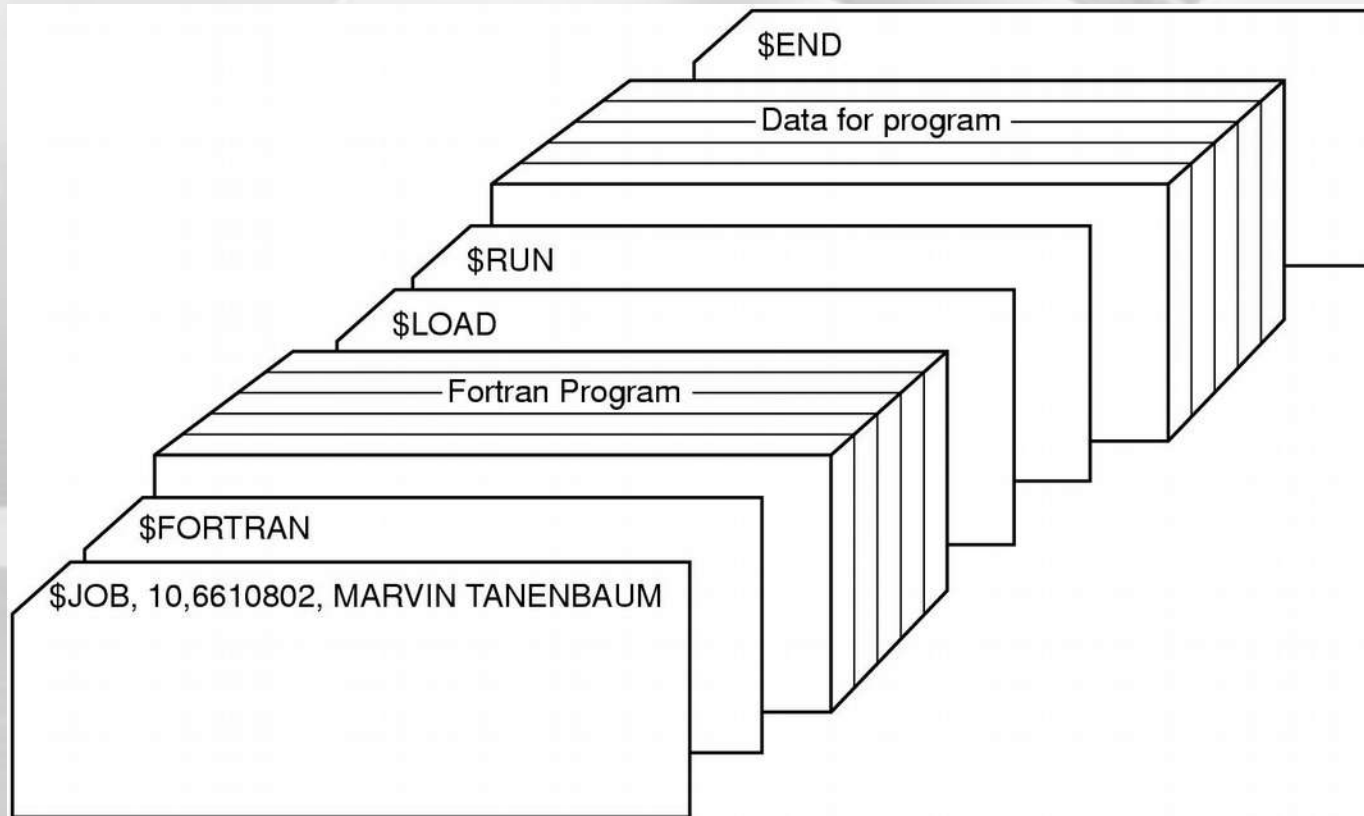 $END
Data for program
$RUN
$LOAD
Fortran Program
$FORTRAN
$JOB, 10,6610802, MARVIN TANENBAUM